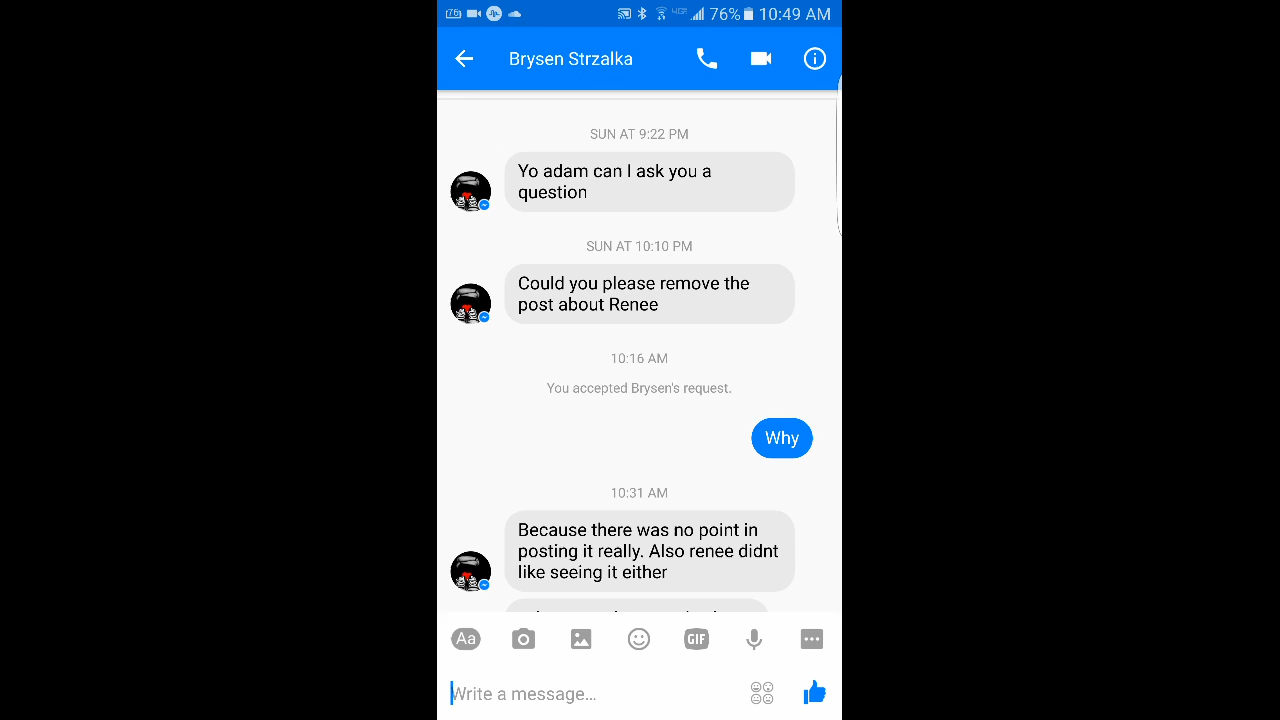 76 76% 10:49 AM
Brysen Strzalka
SUN AT 9:22 PM
Yo adam can I ask you a
question
SUN AT 10:10 PM
Could you please remove the
post about Renee
10:16 AM
You accepted Brysen's request.
Why
10:31 AM
Because there was no point in
posting it really. Also renee didnt
like seeing it either
Aa GIF
Write a message...